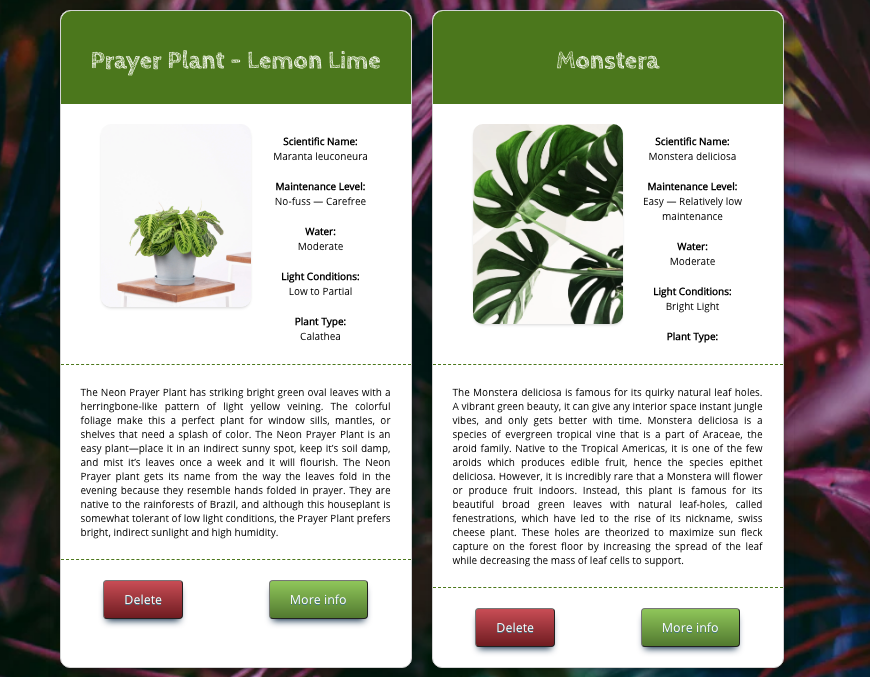 Prayer Plant - Lemon Lime
Scientific Name:
Maranta leuconeura
Maintenance Level:
No-fuss — Carefree
Water:
Moderate
Light Conditions:
Low to Partial
Plant Type:
Calathea
The Neon Prayer Plant has striking bright green oval leaves with a
herringbone-like pattern of light yellow veining. The colorful
foliage make this a perfect plant for window sills, mantles, or
shelves that need a splash of color. The Neon Prayer Plant is an
easy plant—place it in an indirect sunny spot, keep it's soil damp,
and mist it's leaves once a week and it will flourish. The Neon
Prayer plant gets its name from the way the leaves fold in the
evening because they resemble hands folded in prayer. They are
native to the rainforests of Brazil, and although this houseplant is
somewhat tolerant of low light conditions, the Prayer Plant prefers
bright, indirect sunlight and high humidity.
Delete
More info
Monstera
Scientific Name:
Monstera deliciosa
Maintenance Level:
Easy — Relatively low
maintenance
Water:
Moderate
Light Conditions:
Bright Light
Plant Type:
The Monstera deliciosa is famous for its quirky natural leaf holes.
A vibrant green beauty, it can give any interior space instant jungle
vibes, and only gets better with time. Monstera deliciosa is a
species of evergreen tropical vine that is a part of Araceae, the
aroid family. Native to the Tropical Americas, it is one of the few
aroids which produces edible fruit, hence the species epithet
deliciosa. However, it is incredibly rare that a Monstera will flower
or produce fruit indoors. Instead, this plant is famous for its
beautiful broad green leaves with natural leaf-holes, called
fenestrations, which have led to the rise of its nickname, swiss
cheese plant. These holes are theorized to maximize sun fleck
capture on the forest floor by increasing the spread of the leaf
while decreasing the mass of leaf cells to support.
Delete
More info